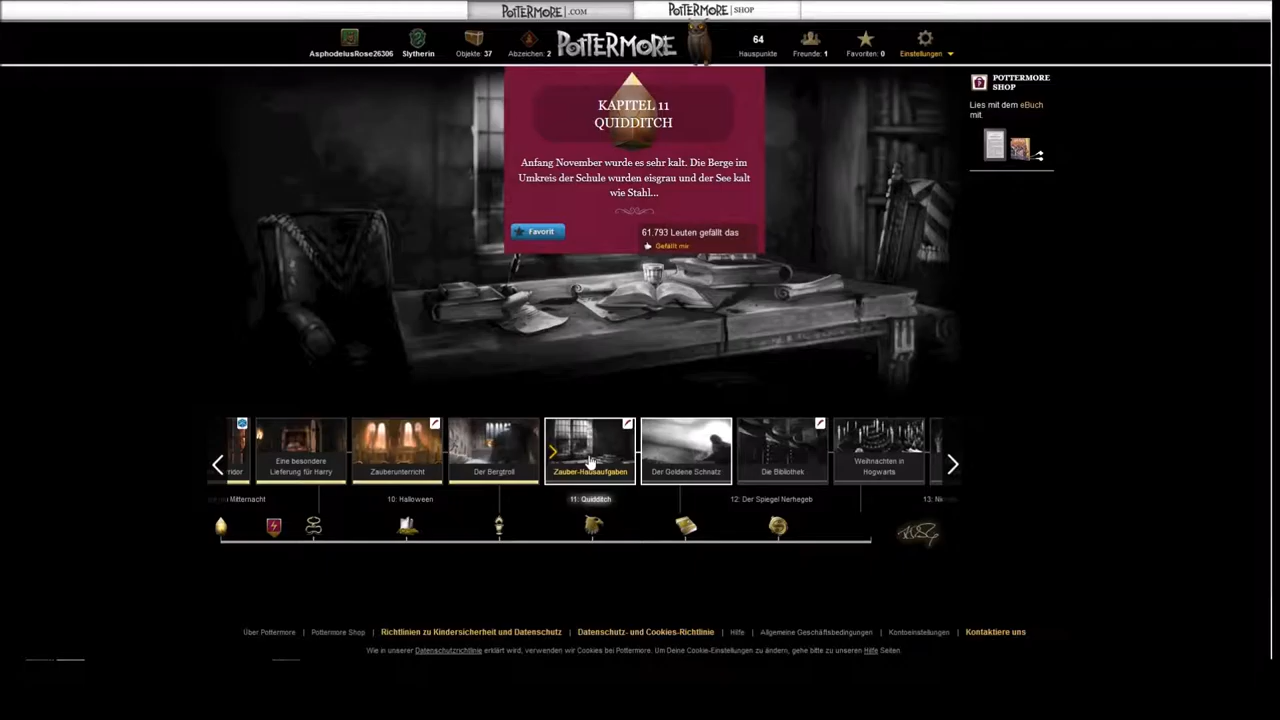 POTTERMORE .COM
POTTERMORE SHOP
AsphodeliusRose26306
Slytherin
Objekte: 37
Abzeichen: 2
POTTERMORE
64
Hauspunkte
Freunde: 1
Favoriten: 0
Einstellungen
KAPITEL 11
QUIDDITCH
Anfang November wurde es sehr kalt. Die Berge im
Umkreis der Schule wurden eisgrau und der See kalt
wie Stahl...
Favorit
61.793 Leuten gefällt das
Gefällt mir
POTTERMORE
SHOP
Lies mit dem eBuch
mit.
ridor
Eine besondere
Lieferung für Harry
Zauberunterricht
Der Bergtroll
Zauber-Hausaufgaben
Der Goldene Schnatz
Die Bibliothek
Weihnachten in
Hogwarts
Mitternacht
10: Halloween
11: Quidditch
12: Der Spiegel Nerhegeb
13: Ni
Über Pottermore | Pottermore Shop | Richtlinien zu Kindersicherheit und Datenschutz | Datenschutz- und Cookies-Richtlinie | Hilfe | Allgemeine Geschäftsbedingungen | Kontoeinstellungen | Kontaktiere uns
Wie in unserer Datenschutzrichtlinie erklärt wird, verwenden wir Cookies bei Pottermore. Um Deine Cookie-Einstellungen zu ändern, gehe bitte zu unseren Hilfe Seiten.